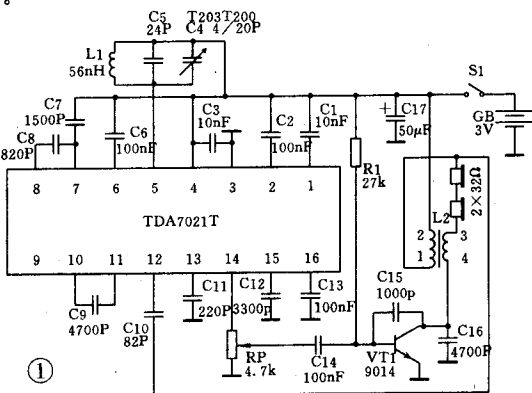 C5
24P
T203T200
C4 4/20P
L1
56nH
S1
C7
1500P
C3
10nF
C1
10nF
+
C17
50μF
GB
3V
C8
820P
C6
100nF
C2
100nF
R1
27k
2×32Ω
8 7 6 5 4 3 2 1
TDA7021T
L2
2 3
1 4
9 10 11 12 13 14 15 16
C9
4700P
C10
82P
C11
220P
C12
3300p
C13
100nF
C15
1000p
RP
4.7k
C14
100nF
VT1
9014
C16
4700P
①